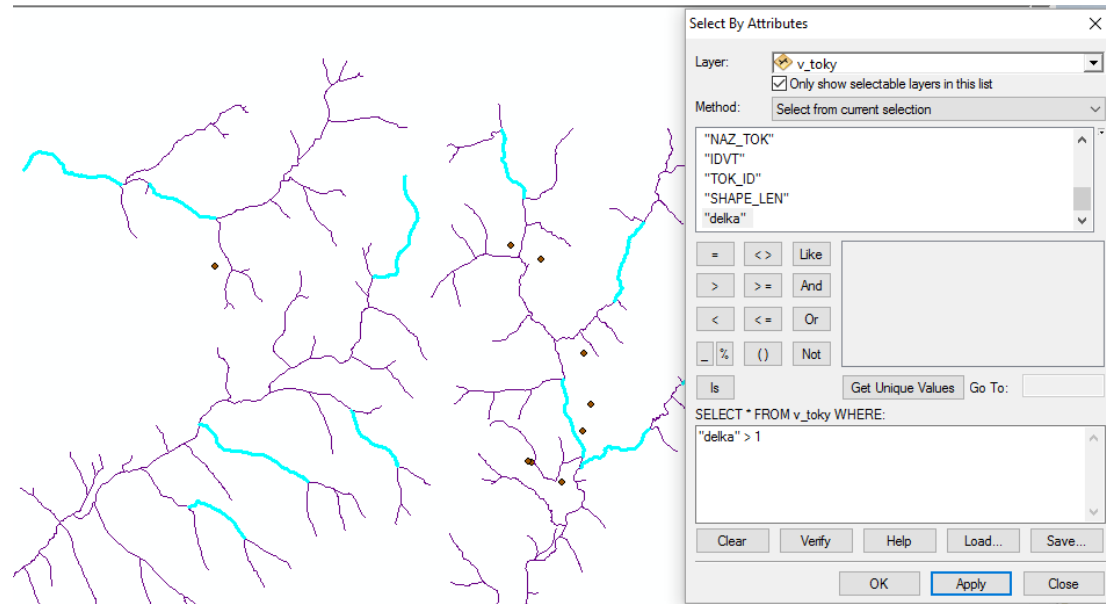 Select By Attributes
Layer: v_toky
Only show selectable layers in this list
Method: Select from current selection
"NAZ_TOK"
"IDVT"
"TOK_ID"
"SHAPE_LEN"
"delka"
= < > Like
> > = And
< < = Or
_ % ( ) Not
Is Get Unique Values Go To:
SELECT * FROM v_toky WHERE:
"delka" > 1
Clear Verify Help Load... Save...
OK Apply Close